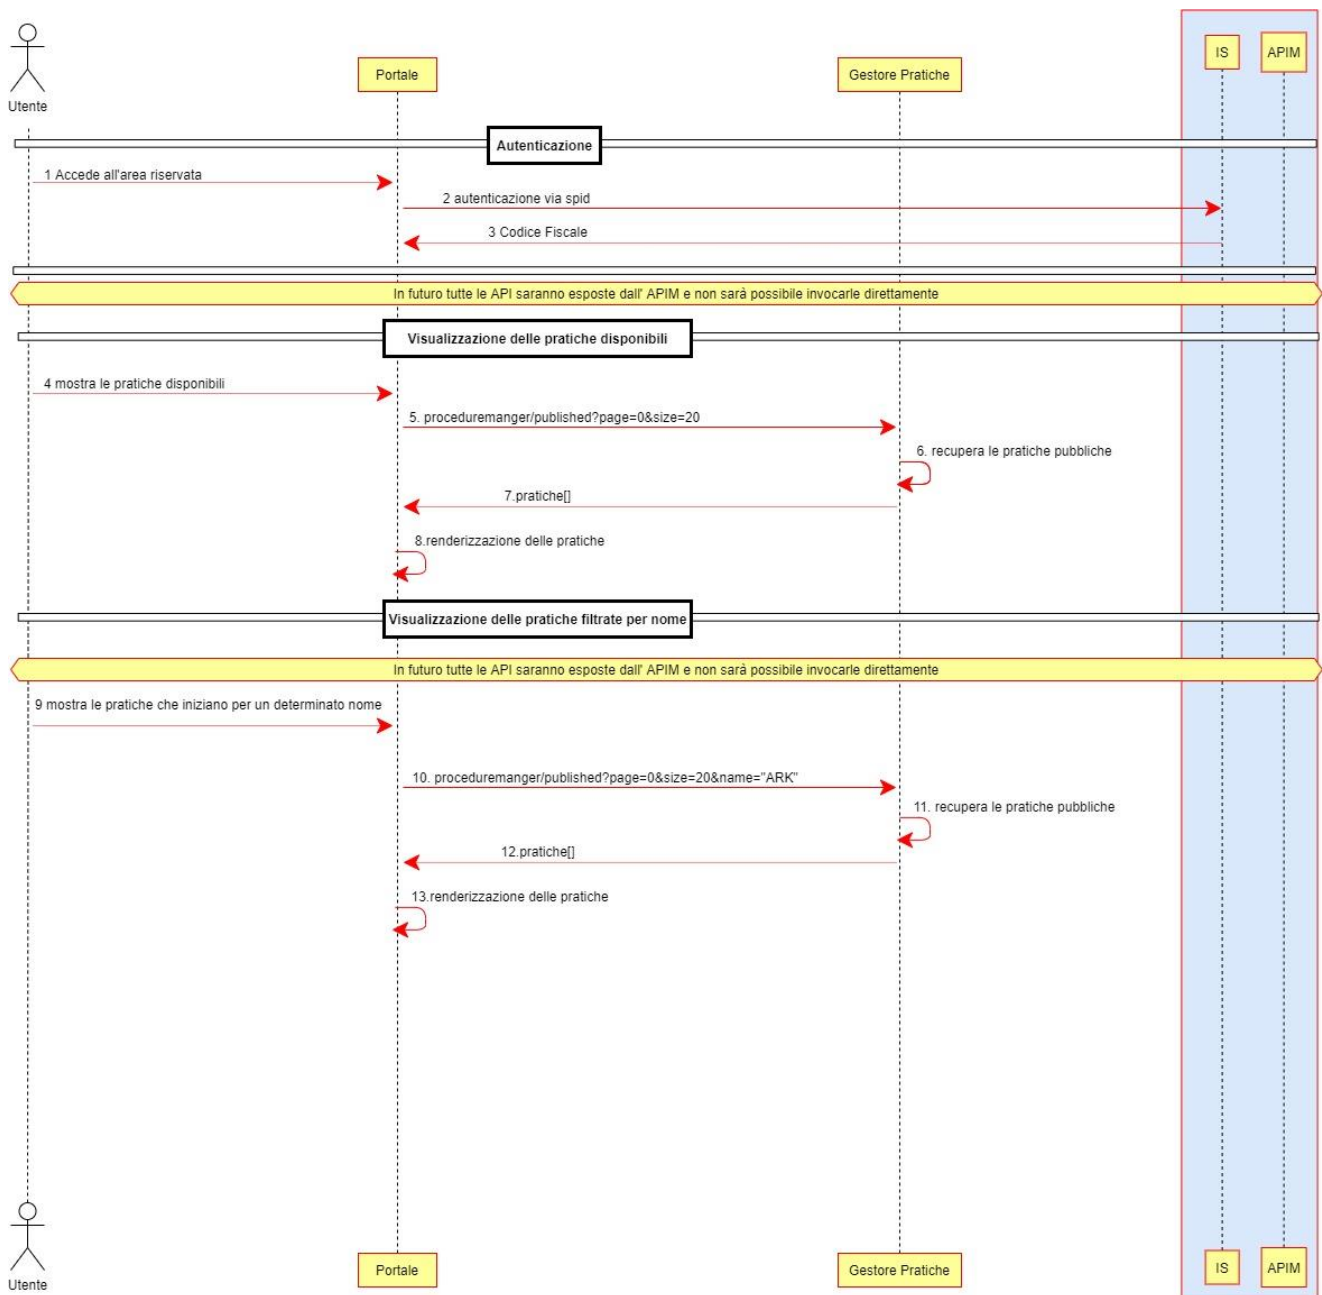 IS
APIM
Portale
Gestore Pratiche
Utente
Autenticazione
1 Accede all'area riservata
2 autenticazione via spid
3 Codice Fiscale
In futuro tutte le API saranno esposte dall' APIM e non sarà possibile invocarle direttamente
Visualizzazione delle pratiche disponibili
4 mostra le pratiche disponibili
5. proceduremanger/published?page=0&size=20
6. recupera le pratiche pubbliche
7.pratiche[]
8.renderizzazione delle pratiche
Visualizzazione delle pratiche filtrate per nome
In futuro tutte le API saranno esposte dall' APIM e non sarà possibile invocarle direttamente
9 mostra le pratiche che iniziano per un determinato nome
10. proceduremanger/published?page=0&size=20&name="ARK"
11. recupera le pratiche pubbliche
12.pratiche[]
13.renderizzazione delle pratiche
Utente
Portale
Gestore Pratiche
IS
APIM